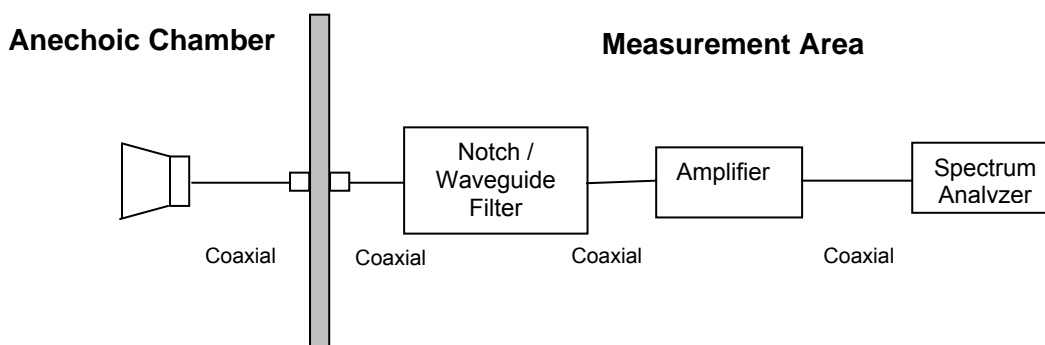 Anechoic Chamber
Measurement Area
Notch /
Waveguide
Filter
Amplifier
Spectrum
Analvzer
Coaxial
Coaxial
Coaxial
Coaxial